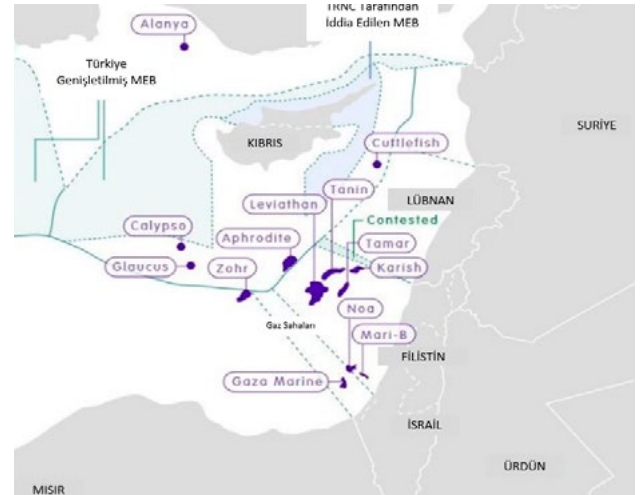 TRNC Tarafından
İddia Edilen MEB
Alanya
Türkiye
Genişletilmiş MEB
SURİYE
KIBRIS
Cuttlefish
Tanin
LÜBNAN
Leviathan
Contested
Calypso
Aphrodite
Tamar
Glaucus
Zohr
Karish
Noa
Gaz Sahaları
Mari-B
FİLİSTİN
Gaza Marine
İSRAİL
ÜRDÜN
MISIR